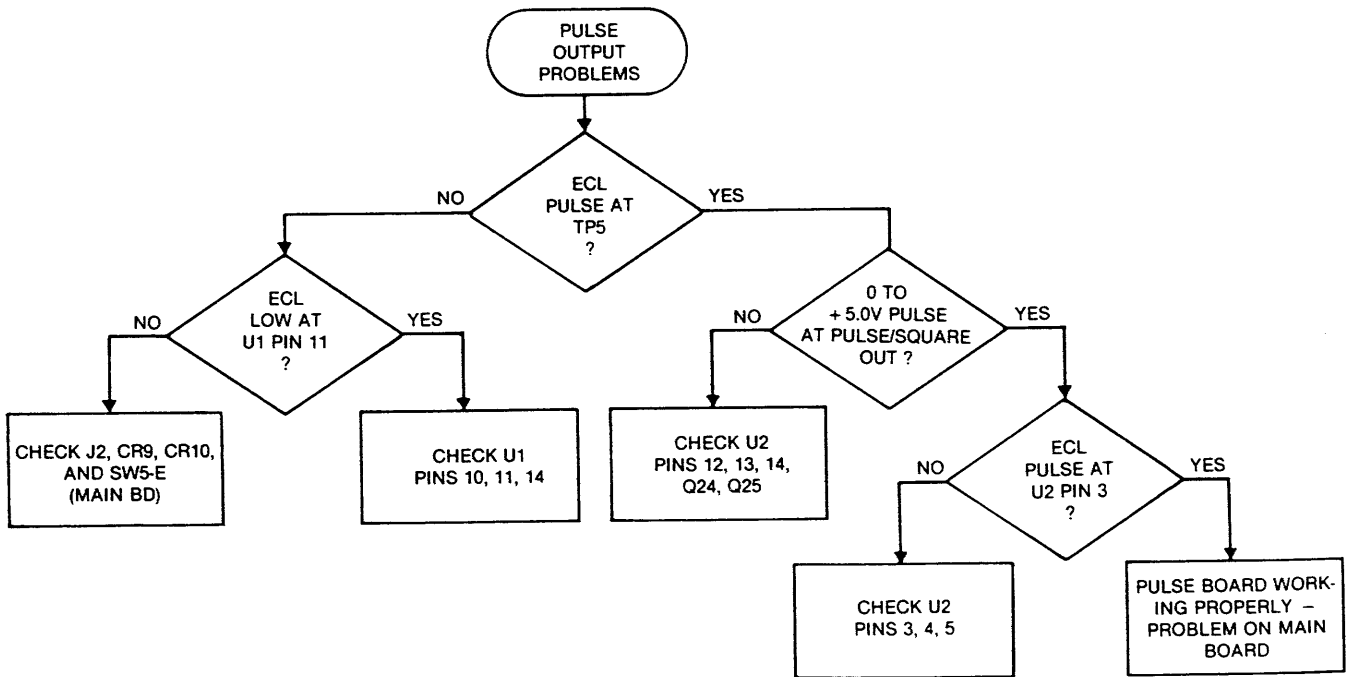 PULSE
OUTPUT
PROBLEMS
ECL
PULSE AT
TP5
?
NO
YES
ECL
LOW AT
U1 PIN 11
?
NO
YES
0 TO
+ 5.0V PULSE
AT PULSE/SQUARE
OUT ?
NO
YES
CHECK J2, CR9, CR10,
AND SW5-E
(MAIN BD)
CHECK U1
PINS 10, 11, 14
CHECK U2
PINS 12, 13, 14,
Q24, Q25
ECL
PULSE AT
U2 PIN 3
?
NO
YES
CHECK U2
PINS 3, 4, 5
PULSE BOARD WORK-
ING PROPERLY –
PROBLEM ON MAIN
BOARD